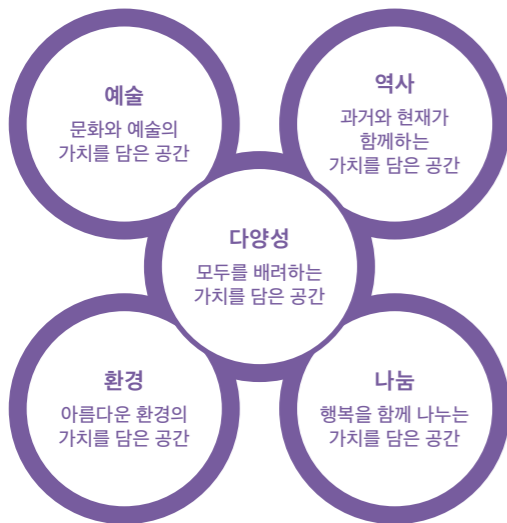 예술
문화와 예술의
가치를 담은 공간
역사
과거와 현재가
함께하는
가치를 담은 공간
다양성
모두를 배려하는
가치를 담은 공간
환경
아름다운 환경의
가치를 담은 공간
나눔
행복을 함께 나누는
가치를 담은 공간